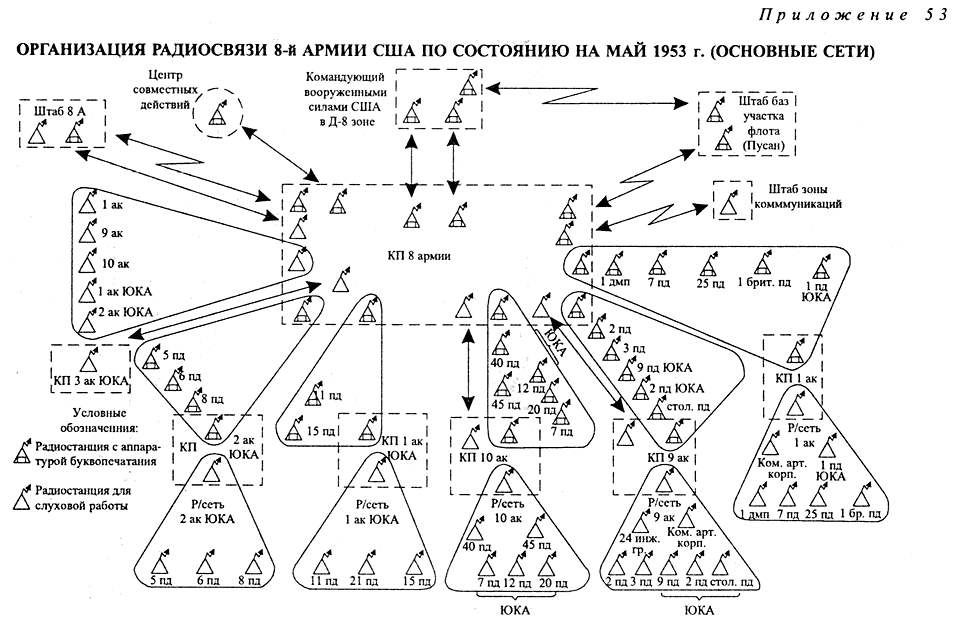 Приложение 53
ОРГАНИЗАЦИЯ РАДИОСВЯЗИ 8-й АРМИИ США ПО СОСТОЯНИЮ НА МАЙ 1953 г. (ОСНОВНЫЕ СЕТИ)
Штаб 8 А
Центр
совместных
действий
Командующий
вооруженными
силами США
в Д-8 зоне
Штаб баз
участка
флота
(Пусан)
Штаб зоны
комммуникаций
КП 8 армии
1 ак
9 ак
10 ак
1 ак ЮКА
2 ак ЮКА
КП 3 ак ЮКА
5 пд
6 пд
8 пд
КП
2 ак
ЮКА
11 пд
15 пд
КП 1 ак
ЮКА
ЮКА
40 пд
12 пд
45 пд
20 пд
7 пд
КП 10 ак
2 пд
3 пд
9 пд ЮКА
2 пд ЮКА
стол. пд
КП 9 ак
1 дмп
7 пд
25 пд
1 брит. пд
1 пд
ЮКА
КП 1 ак
Условные
обозначеннния:
Радиостанция с аппара-
турой буквопечатания
Радиостанция для
слуховой работы
Р/сеть
2 ак ЮКА
5 пд
6 пд
8 пд
Р/сеть
1 ак ЮКА
11 пд
21 пд
15 пд
Р/сеть
10 ак
40 пд
45 пд
7 пд
12 пд
20 пд
ЮКА
Р/сеть
9 ак
24 инж.
гр.
Ком. арт.
корп.
2 пд
3 пд
9 пд
2 пд
стол. пд
ЮКА
Р/сеть
1 ак
Ком. арт.
корп.
1 пд
ЮКА
1 дмп
7 пд
25 пд
1 бр. пд